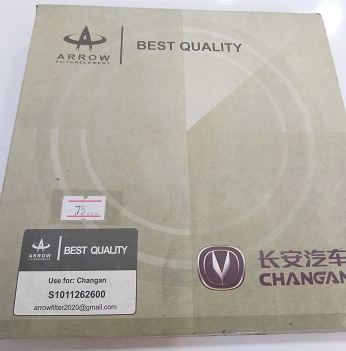 ARROW
FILTERELEMENT
BEST QUALITY
ARROW
BEST QUALITY
Use for: Changan
S1011262600
arrowfilter2020@gmail.com
长安汽车
CHANGAN